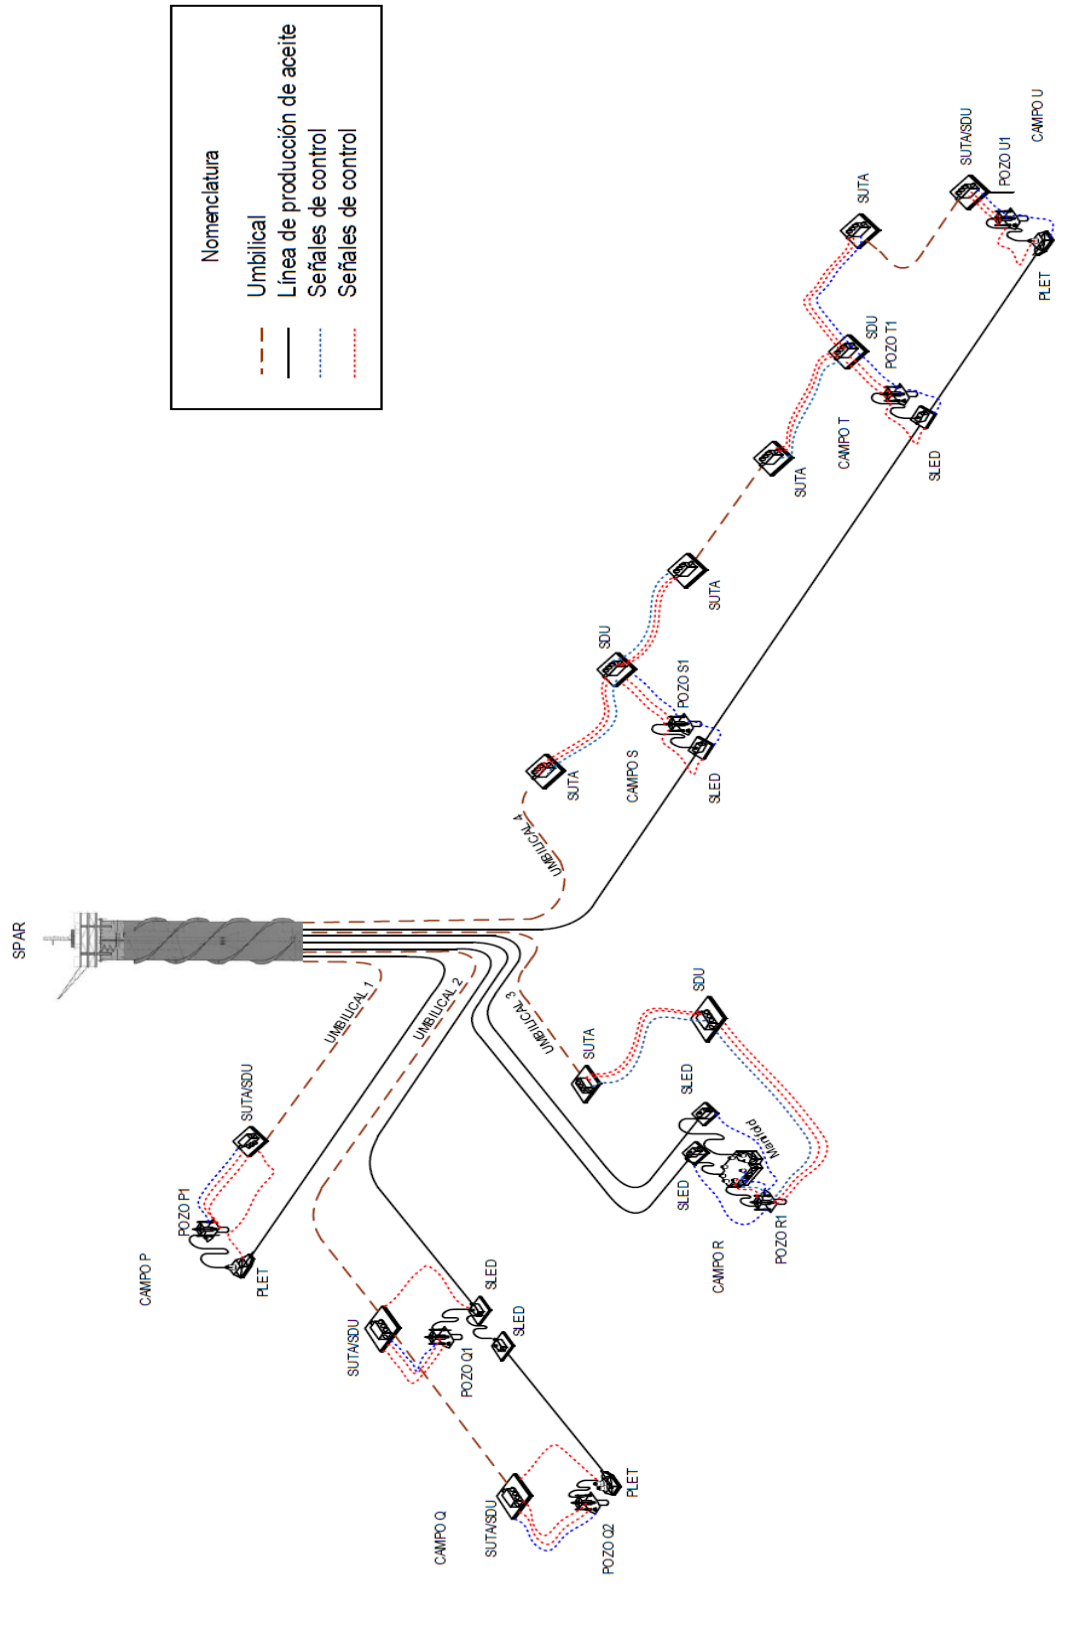 Nomenclatura
Umbilical
Línea de producción de aceite
Señales de control
Señales de control
SPAR
UMBILICAL 1
UMBILICAL 2
UMBILICAL 3
UMBILICAL 4
CAMPO P
POZO P1
SUTA/SDU
PLET
CAMPO Q
SUTA/SDU
POZO Q1
SLED
SLED
SUTA/SDU
POZO Q2
PLET
CAMPO R
SUTA
SDU
SLED
SLED
Manifold
POZO R1
CAMPO S
SUTA
SDU
POZO S1
SLED
SUTA
CAMPO T
SUTA
SDU
POZO T1
SLED
SUTA
CAMPO U
SUTA/SDU
POZO U1
PLET